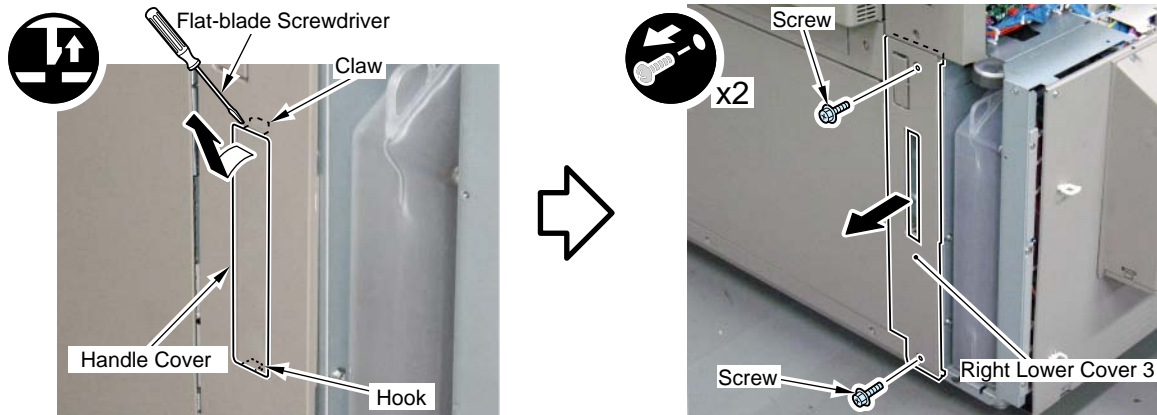 Flat-blade Screwdriver
Claw
Handle Cover
Hook
Screw
x2
Screw
Right Lower Cover 3